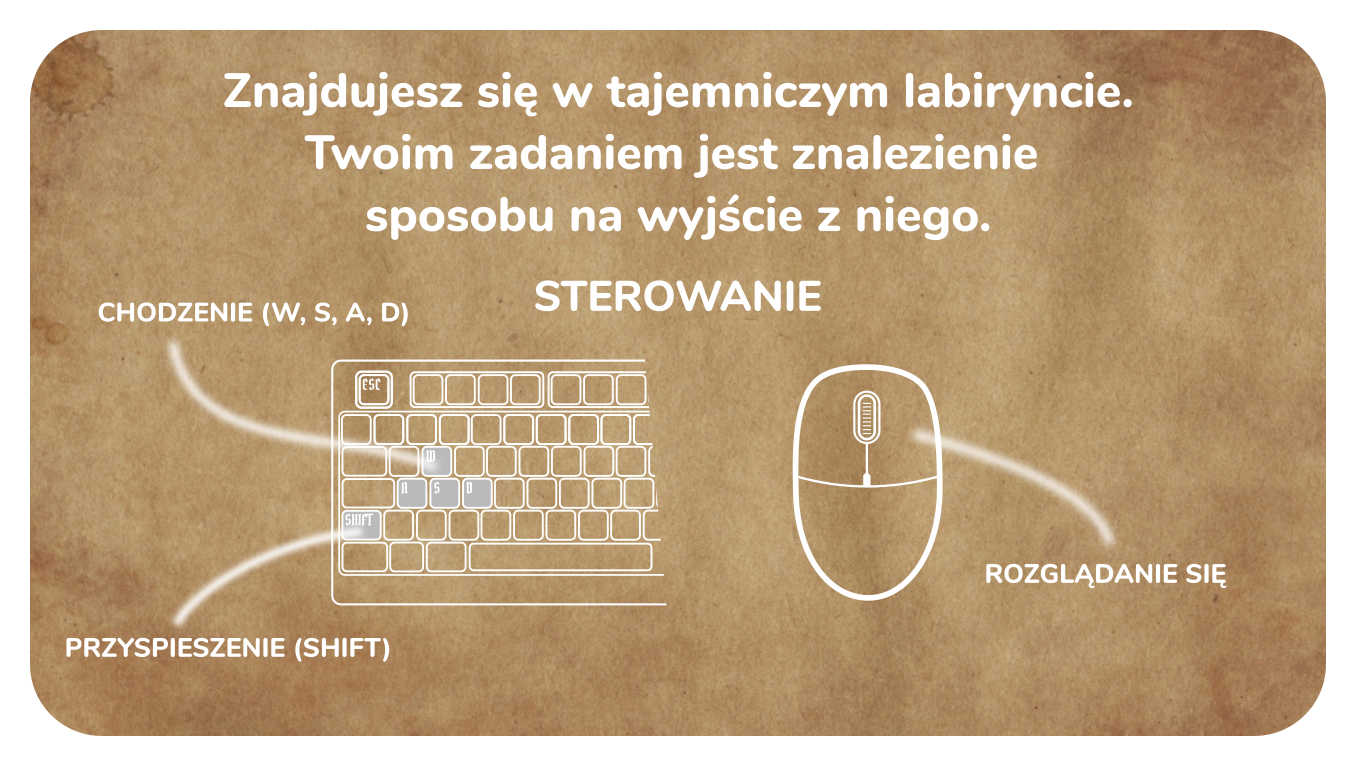 Znajdujesz się w tajemniczym labiryncie.
Twoim zadaniem jest znalezienie
sposobu na wyjście z niego.
STEROWANIE
CHODZENIE (W, S, A, D)
ESC
W
A S D
SHIFT
ROZGLĄDANIE SIĘ
PRZYSPIESZENIE (SHIFT)